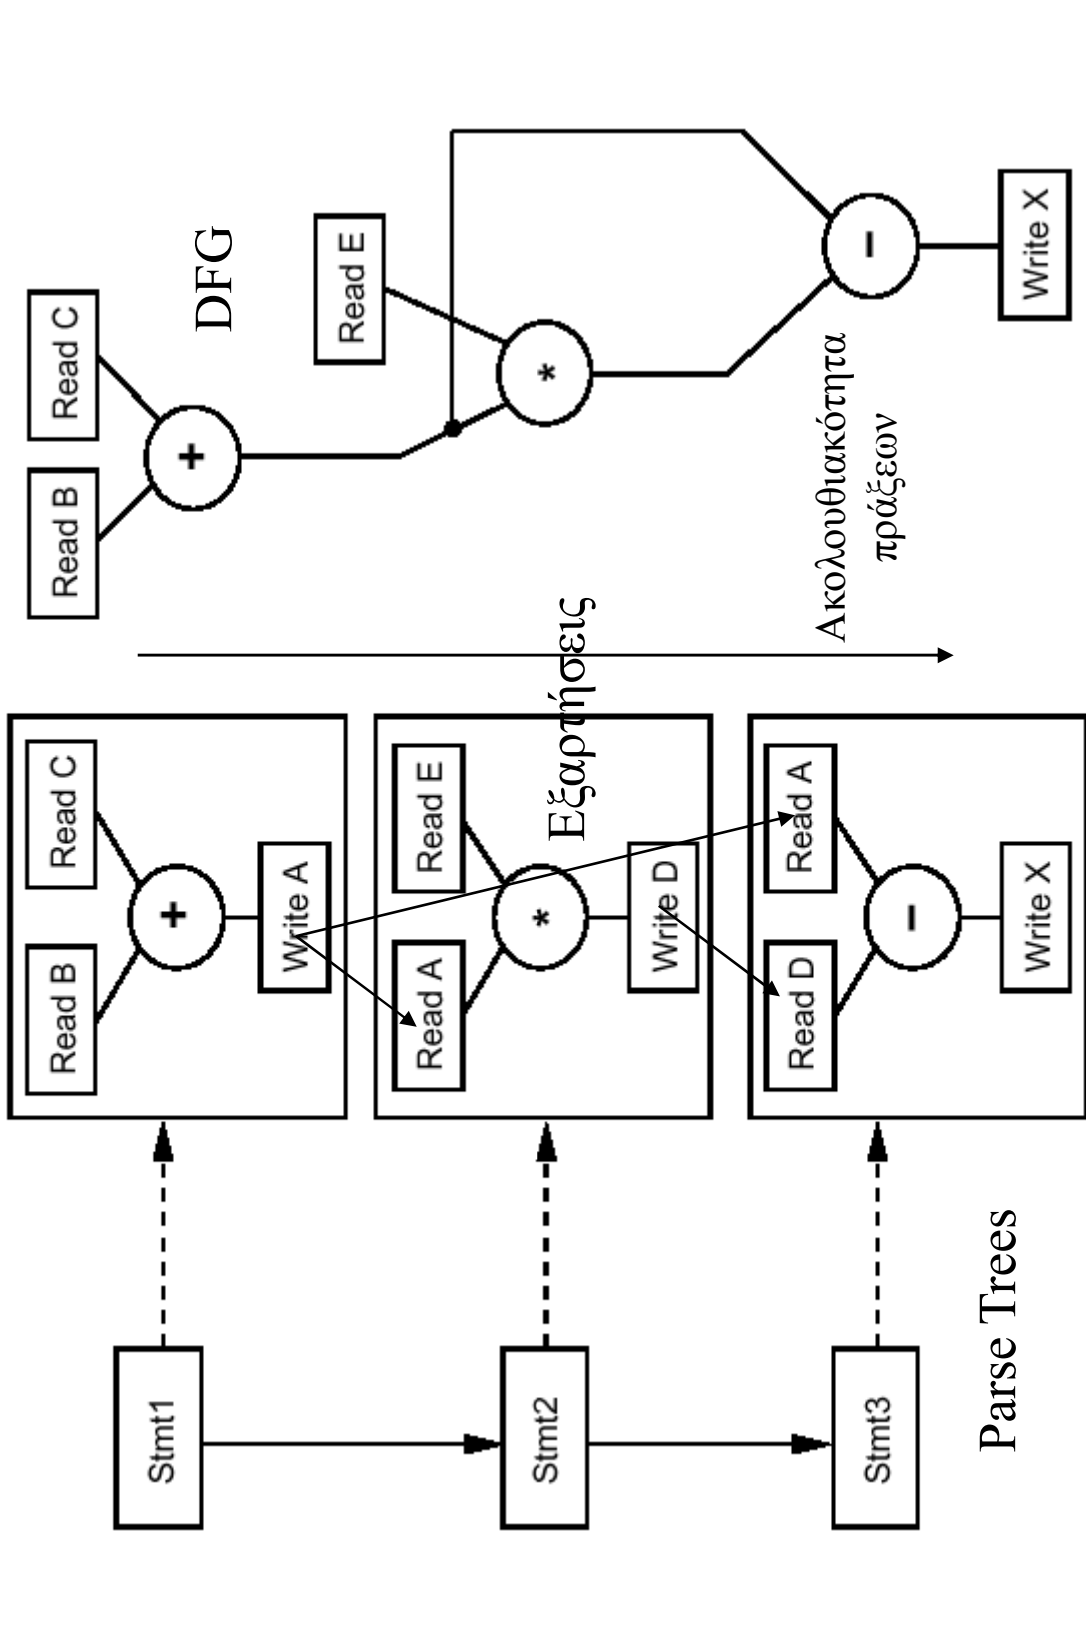 Read B
Read C
Read B
Read C
Stmt1
+
+
DFG
Write A
Read E
Read A
Read E
Stmt2
*
*
Εξαρτήσεις
Write D
Read D
Read A
Ακολουθιακότητα
πράξεων
Stmt3
-
-
Parse Trees
Write X
Write X